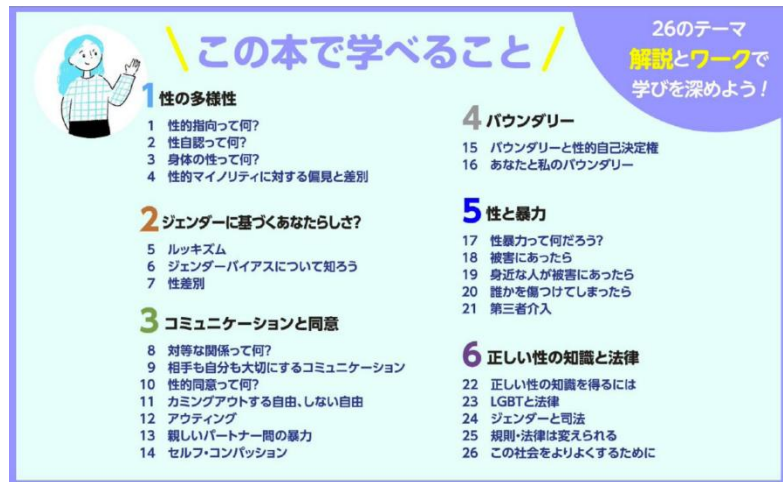 この本で学べること
26のテーマ
解説とワークで
学びを深めよう!
1 性の多様性
1 性的指向って何?
2 性自認って何?
3 身体の性って何?
4 性的マイノリティに対する偏見と差別
2 ジェンダーに基づくあなたらしさ?
5 ルッキズム
6 ジェンダーバイアスについて知ろう
7 性差別
3 コミュニケーションと同意
8 対等な関係って何?
9 相手も自分も大切にするコミュニケーション
10 性的同意って何?
11 カミングアウトする自由、しない自由
12 アウティング
13 親しいパートナー間の暴力
14 セルフ・コンパッション
4 バウンダリー
15 バウンダリーと性的自己決定権
16 あなたと私のバウンダリー
5 性と暴力
17 性暴力って何だろう?
18 被害にあったら
19 身近な人が被害にあったら
20 誰かを傷つけてしまったら
21 第三者介入
6 正しい性の知識と法律
22 正しい性の知識を得るには
23 LGBTと法律
24 ジェンダーと司法
25 規則・法律は変えられる
26 この社会をよりよくするために